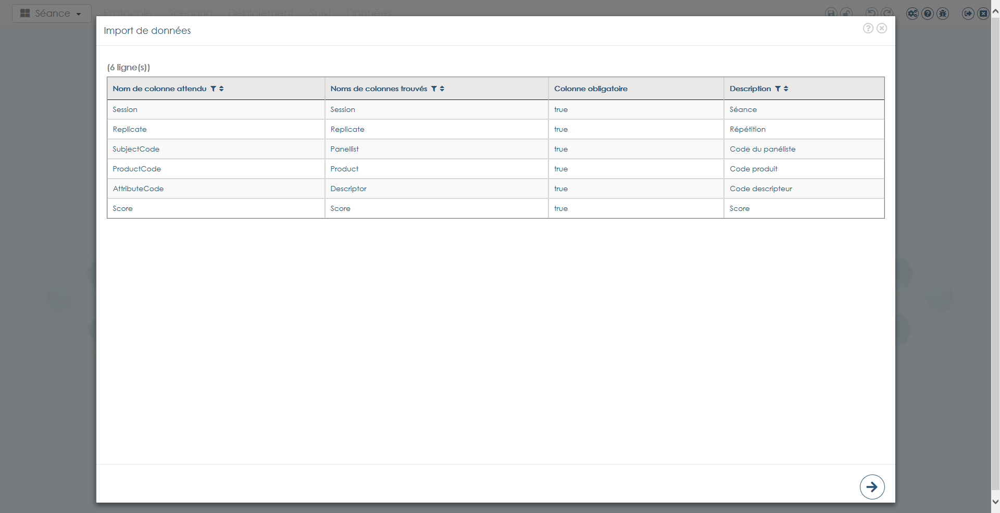 Séance Protocole Scenario Déploiement Suivi Données
Import de données
(6 ligne(s))
Nom de colonne attendu Noms de colonnes trouvés Colonne obligatoire Description
Session Session true Séance
Replicate Replicate true Répétition
SubjectCode Panellist true Code du panéliste
ProductCode Product true Code produit
AttributeCode Descriptor true Code descripteur
Score Score true Score